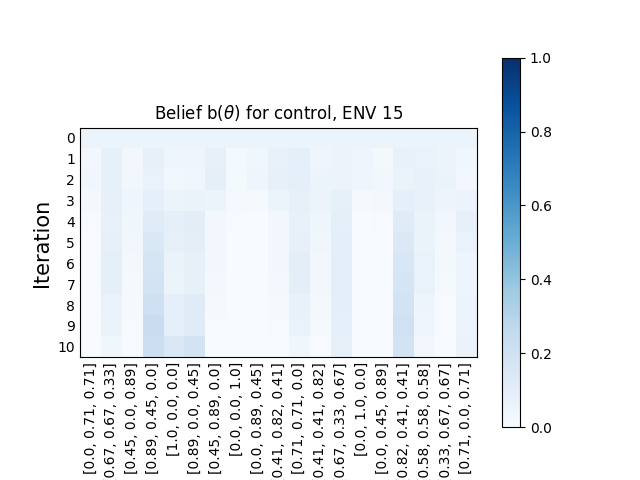 Belief b(θ) for control, ENV 15
Iteration
0
1
2
3
4
5
6
7
8
9
10
[0.0, 0.71, 0.71]
0.67, 0.67, 0.33]
[0.45, 0.0, 0.89]
[0.89, 0.45, 0.0]
[1.0, 0.0, 0.0]
[0.89, 0.0, 0.45]
[0.45, 0.89, 0.0]
[0.0, 0.0, 1.0]
[0.0, 0.89, 0.45]
0.41, 0.82, 0.41]
[0.71, 0.71, 0.0]
0.41, 0.41, 0.82]
0.67, 0.33, 0.67]
[0.0, 1.0, 0.0]
[0.0, 0.45, 0.89]
0.82, 0.41, 0.41]
0.58, 0.58, 0.58]
0.33, 0.67, 0.67]
[0.71, 0.0, 0.71]
1.0
0.8
0.6
0.4
0.2
0.0